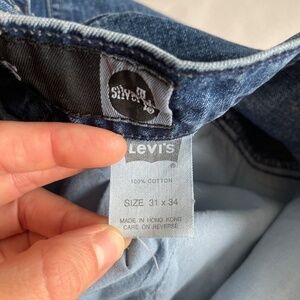 Levi's
100% COTTON
SIZE 31 x 34
MADE IN HONG KONG
CARE ON REVERSE